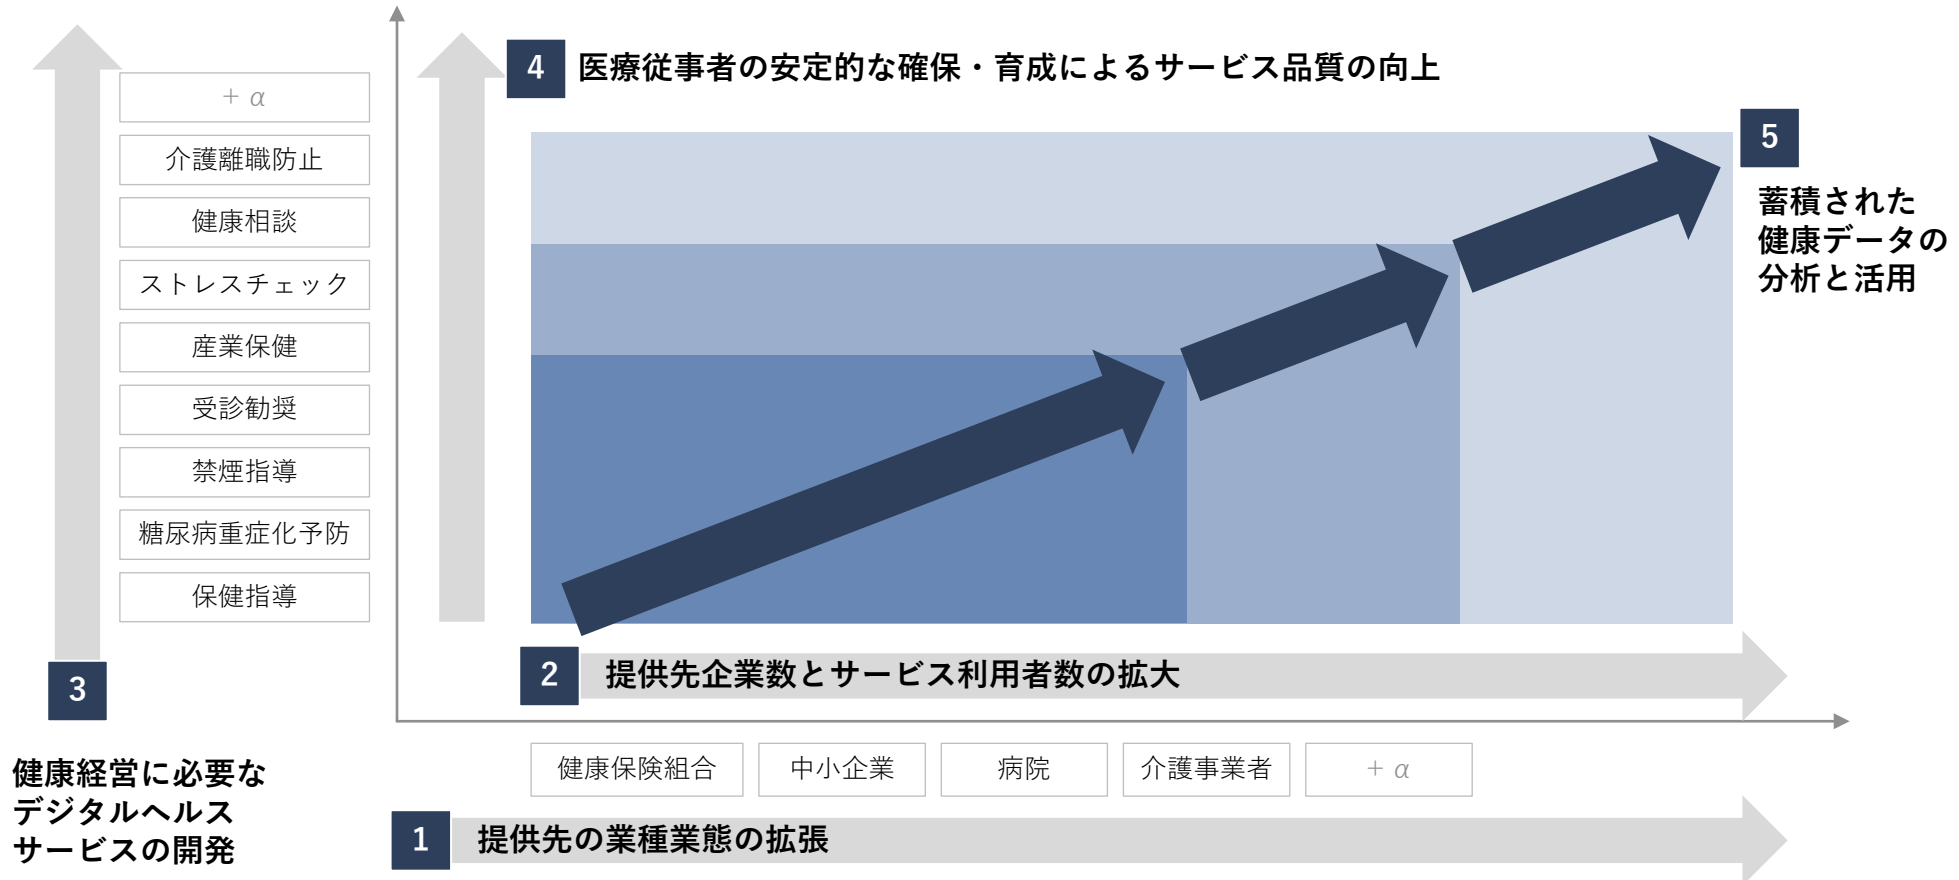 4
医療従事者の安定的な確保・育成によるサービス品質の向上
+ α
介護離職防止
健康相談
ストレスチェック
産業保健
受診勧奨
禁煙指導
糖尿病重症化予防
保健指導
5
蓄積された
健康データの
分析と活用
3
健康経営に必要な
デジタルヘルス
サービスの開発
2
提供先企業数とサービス利用者数の拡大
健康保険組合
中小企業
病院
介護事業者
+ α
1
提供先の業種業態の拡張